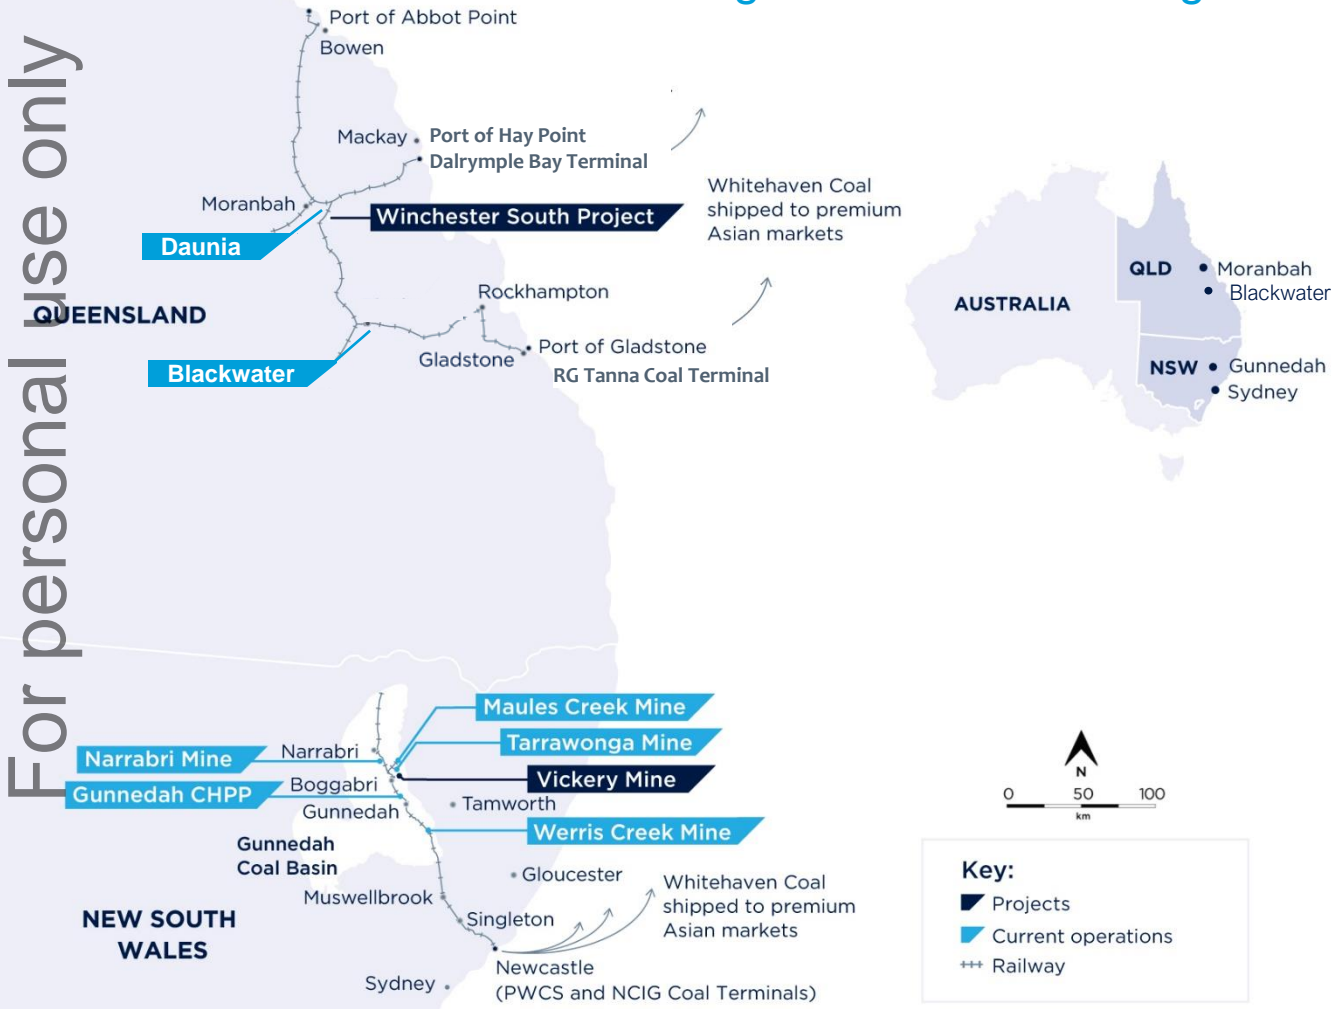 For personal use only
Port of Abbot Point
Bowen
Mackay
Port of Hay Point
Dalrymple Bay Terminal
Moranbah
Winchester South Project
Daunia
Whitehaven Coal
shipped to premium
Asian markets
QUEENSLAND
Rockhampton
Gladstone
Port of Gladstone
RG Tanna Coal Terminal
Blackwater
AUSTRALIA
QLD
Moranbah
Blackwater
NSW
Gunnedah
Sydney
Maules Creek Mine
Tarrawonga Mine
Narrabri Mine
Narrabri
Vickery Mine
Gunnedah CHPP
Boggabri
Gunnedah
Tamworth
Werris Creek Mine
Gunnedah
Coal Basin
Gloucester
Muswellbrook
Singleton
Whitehaven Coal
shipped to premium
Asian markets
NEW SOUTH
WALES
Newcastle
(PWCS and NCIG Coal Terminals)
Sydney
N
0 50 100
km
Key:
Projects
Current operations
Railway